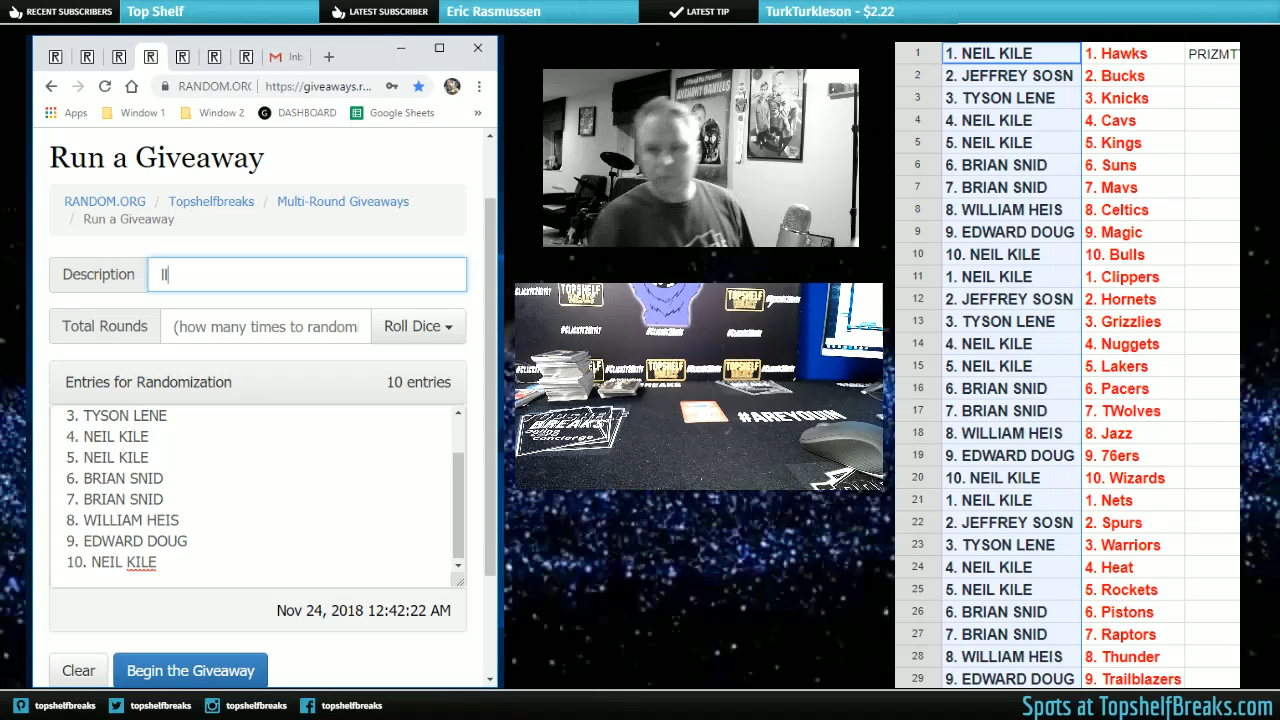 RECENT SUBSCRIBERS
Top Shelf
LATEST SUBSCRIBER
Eric Rasmussen
LATEST TIP
TurkTurkleson - $2.22
RANDOM.ORG
https://giveaways.r...
Apps
Window 1
Window 2
DASHBOARD
Google Sheets
»
Run a Giveaway
RANDOM.ORG / Topshelfbreaks / Multi-Round Giveaways
/ Run a Giveaway
Description
ll
Total Rounds
(how many times to random
Roll Dice
Entries for Randomization
10 entries
3. TYSON LENE
4. NEIL KILE
5. NEIL KILE
6. BRIAN SNID
7. BRIAN SNID
8. WILLIAM HEIS
9. EDWARD DOUG
10. NEIL KILE
Nov 24, 2018 12:42:22 AM
Clear
Begin the Giveaway
ANTHONY DANIELS
TOPSHELF BREAKS
#CLICKITRIPIT
BREAKS
concierge
#AREYOUIN
1 1. NEIL KILE 1. Hawks PRIZMT
2 2. JEFFREY SOSN 2. Bucks
3 3. TYSON LENE 3. Knicks
4 4. NEIL KILE 4. Cavs
5 5. NEIL KILE 5. Kings
6 6. BRIAN SNID 6. Suns
7 7. BRIAN SNID 7. Mavs
8 8. WILLIAM HEIS 8. Celtics
9 9. EDWARD DOUG 9. Magic
10 10. NEIL KILE 10. Bulls
11 1. NEIL KILE 1. Clippers
12 2. JEFFREY SOSN 2. Hornets
13 3. TYSON LENE 3. Grizzlies
14 4. NEIL KILE 4. Nuggets
15 5. NEIL KILE 5. Lakers
16 6. BRIAN SNID 6. Pacers
17 7. BRIAN SNID 7. TWolves
18 8. WILLIAM HEIS 8. Jazz
19 9. EDWARD DOUG 9. 76ers
20 10. NEIL KILE 10. Wizards
21 1. NEIL KILE 1. Nets
22 2. JEFFREY SOSN 2. Spurs
23 3. TYSON LENE 3. Warriors
24 4. NEIL KILE 4. Heat
25 5. NEIL KILE 5. Rockets
26 6. BRIAN SNID 6. Pistons
27 7. BRIAN SNID 7. Raptors
28 8. WILLIAM HEIS 8. Thunder
29 9. EDWARD DOUG 9. Trailblazers
topshelfbreaks
topshelfbreaks
topshelfbreaks
topshelfbreaks
Spots at TopshelfBreaks.com